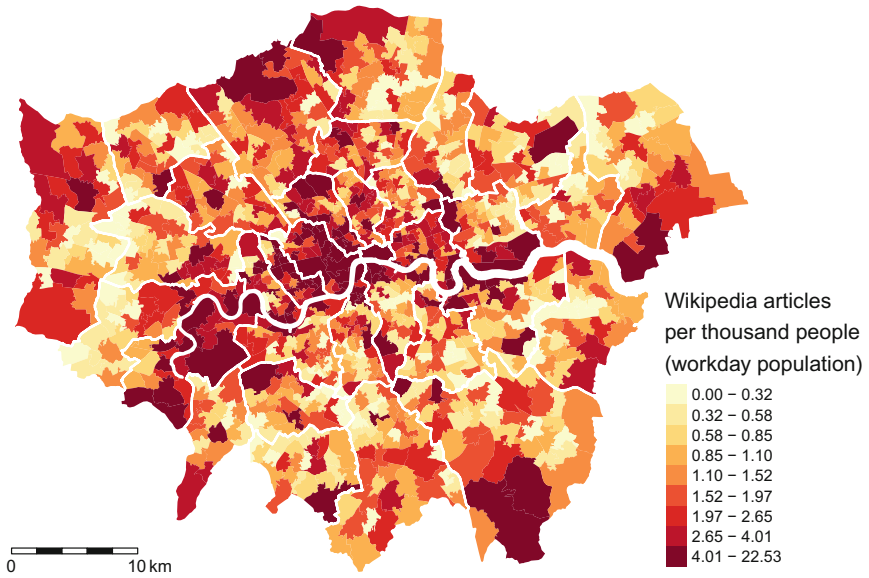 Wikipedia articles
per thousand people
(workday population)
0.00 − 0.32
0.32 − 0.58
0.58 − 0.85
0.85 − 1.10
1.10 − 1.52
1.52 − 1.97
1.97 − 2.65
2.65 − 4.01
4.01 − 22.53
0 10 km